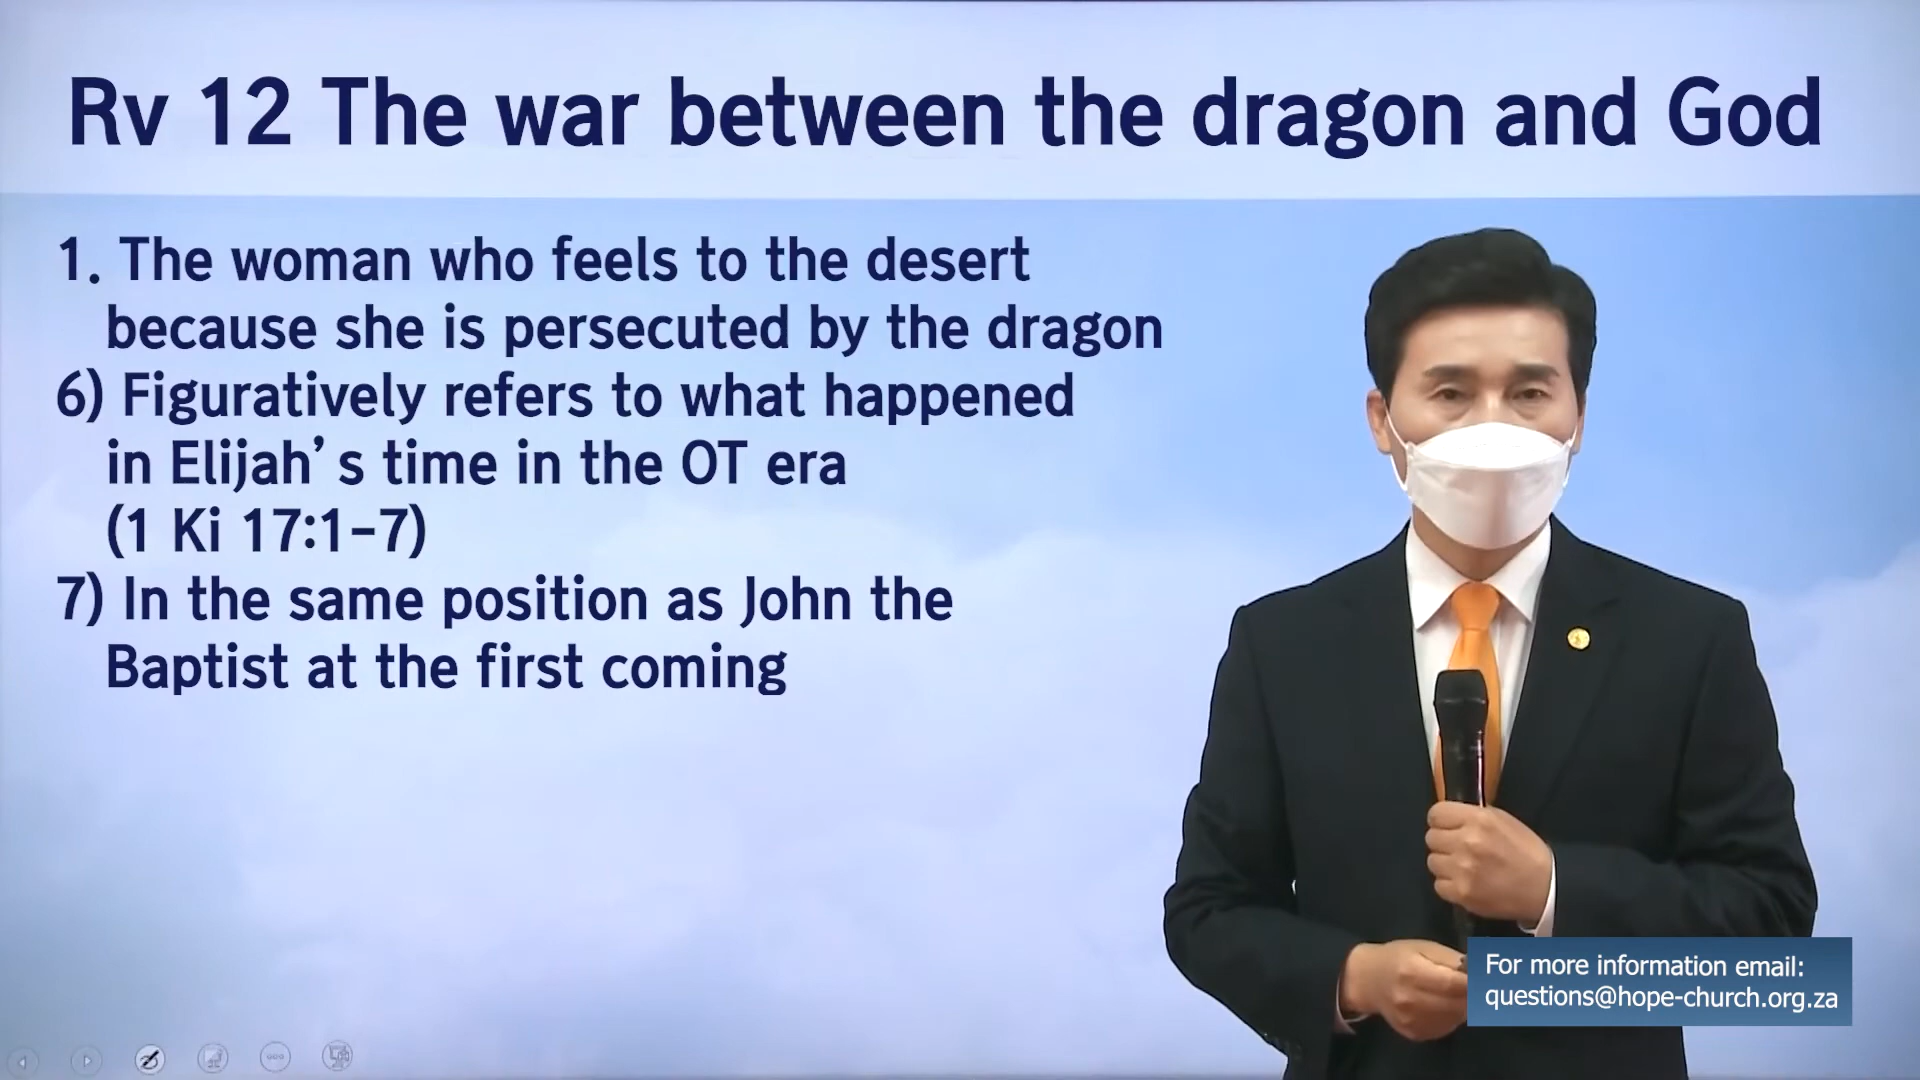 Rv 12 The war between the dragon and God
1. The woman who feels to the desert
because she is persecuted by the dragon
6) Figuratively refers to what happened
in Elijah’s time in the OT era
(1 Ki 17:1-7)
7) In the same position as John the
Baptist at the first coming
For more information email:
questions@hope-church.org.za